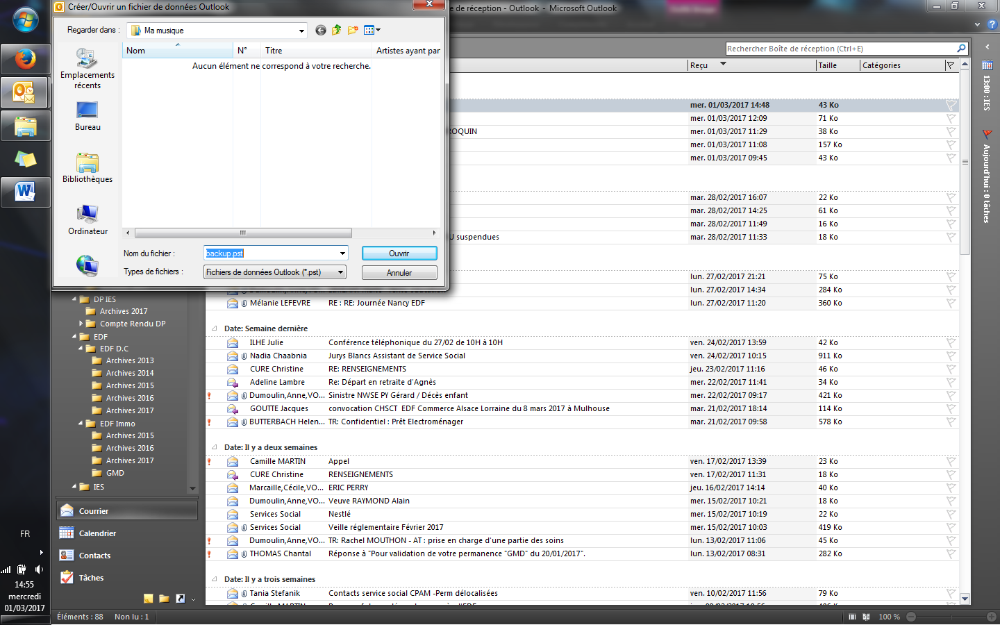 Créer/Ouvrir un fichier de données Outlook
e de réception - Outlook - Microsoft Outlook
Regarder dans :
Ma musique
Nom
N°
Titre
Artistes ayant par
Aucun élément ne correspond à votre recherche.
Emplacements
récents
Bureau
Bibliothèques
Ordinateur
Nom du fichier :
backup.pst
Ouvrir
Types de fichiers :
Fichiers de données Outlook (*.pst)
Annuler
Rechercher Boîte de réception (Ctrl+E)
Reçu Taille Catégories
mer. 01/03/2017 14:48 43 Ko
mer. 01/03/2017 12:09 71 Ko
ROQUIN mer. 01/03/2017 11:29 38 Ko
mer. 01/03/2017 11:08 157 Ko
mer. 01/03/2017 09:45 43 Ko
mar. 28/02/2017 16:07 22 Ko
mar. 28/02/2017 14:25 61 Ko
mar. 28/02/2017 11:49 16 Ko
U suspendues mar. 28/02/2017 11:33 18 Ko
lun. 27/02/2017 21:21 75 Ko
lun. 27/02/2017 14:34 284 Ko
Mélanie LEFEVRE RE : RE: Journée Nancy EDF lun. 27/02/2017 11:20 360 Ko
Date: Semaine dernière
ILHE Julie Conférence téléphonique du 27/02 de 10H à 10H ven. 24/02/2017 13:59 42 Ko
Nadia Chaabnia Jurys Blancs Assistant de Service Social ven. 24/02/2017 10:15 911 Ko
CURE Christine RE: RENSEIGNEMENTS jeu. 23/02/2017 11:16 46 Ko
Adeline Lambre Re: Départ en retraite d'Agnès mer. 22/02/2017 11:41 34 Ko
Dumoulin,Anne,VO... Sinistre NWSE PY Gérard / Décès enfant mer. 22/02/2017 09:17 421 Ko
GOUTTE Jacques convocation CHSCT EDF Commerce Alsace Lorraine du 8 mars 2017 à Mulhouse mar. 21/02/2017 18:14 114 Ko
BUTTERBACH Helen... TR: Confidentiel : Prêt Electroménager mar. 21/02/2017 09:58 578 Ko
Date: Il y a deux semaines
Camille MARTIN Appel ven. 17/02/2017 13:39 23 Ko
CURE Christine RENSEIGNEMENTS ven. 17/02/2017 11:31 18 Ko
Marcaille,Cécile,VO... ERIC PERRY jeu. 16/02/2017 14:14 40 Ko
Dumoulin,Anne,VO... Veuve RAYMOND Alain mer. 15/02/2017 10:21 18 Ko
Services Social Nestlé mer. 15/02/2017 10:19 22 Ko
Services Social Veille réglementaire Février 2017 mer. 15/02/2017 10:03 419 Ko
Dumoulin,Anne,VO... TR: Rachel MOUTHON - AT : prise en charge d'une partie des soins lun. 13/02/2017 11:06 45 Ko
THOMAS Chantal Réponse à "Pour validation de votre permanence "GMD" du 20/01/2017". lun. 13/02/2017 08:31 282 Ko
Date: Il y a trois semaines
Tania Stefanik Contacts service social CPAM -Perm délocalisées ven. 10/02/2017 11:56 79 Ko
DP IES
Archives 2017
Compte Rendu DP
EDF
EDF D.C
Archives 2013
Archives 2014
Archives 2015
Archives 2016
Archives 2017
EDF Immo
Archives 2015
Archives 2016
Archives 2017
GMD
IES
Courrier
Calendrier
Contacts
Tâches
13:00 : IES
Aujourd'hui : 0 tâches
FR
14:55
mercredi
01/03/2017
Éléments : 88 Non lu : 1
100 %